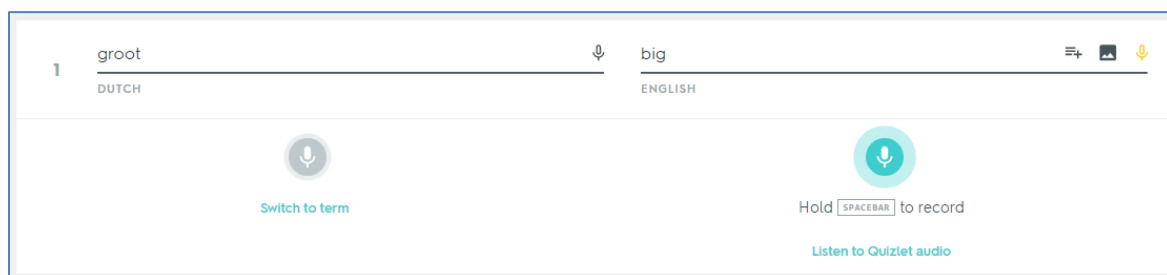 1
groot
big
DUTCH
ENGLISH
Switch to term
Hold SPACEBAR to record
Listen to Quizlet audio